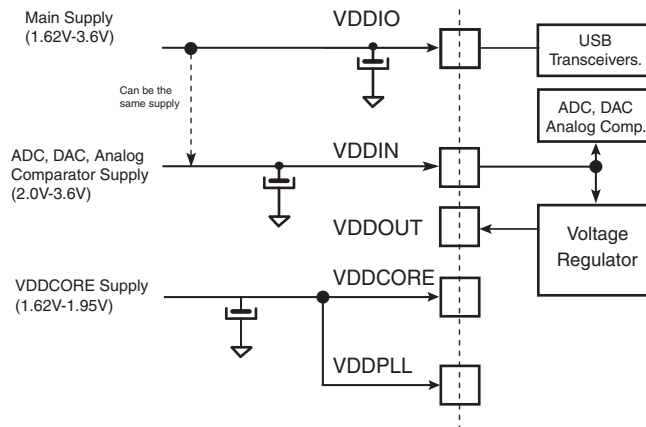 Main Supply
(1.62V-3.6V)
VDDIO
USB
Transceivers.
Can be the
same supply
ADC, DAC
Analog Comp.
ADC, DAC, Analog
Comparator Supply
(2.0V-3.6V)
VDDIN
VDDOUT
Voltage
Regulator
VDDCORE Supply
(1.62V-1.95V)
VDDCORE
VDDPLL